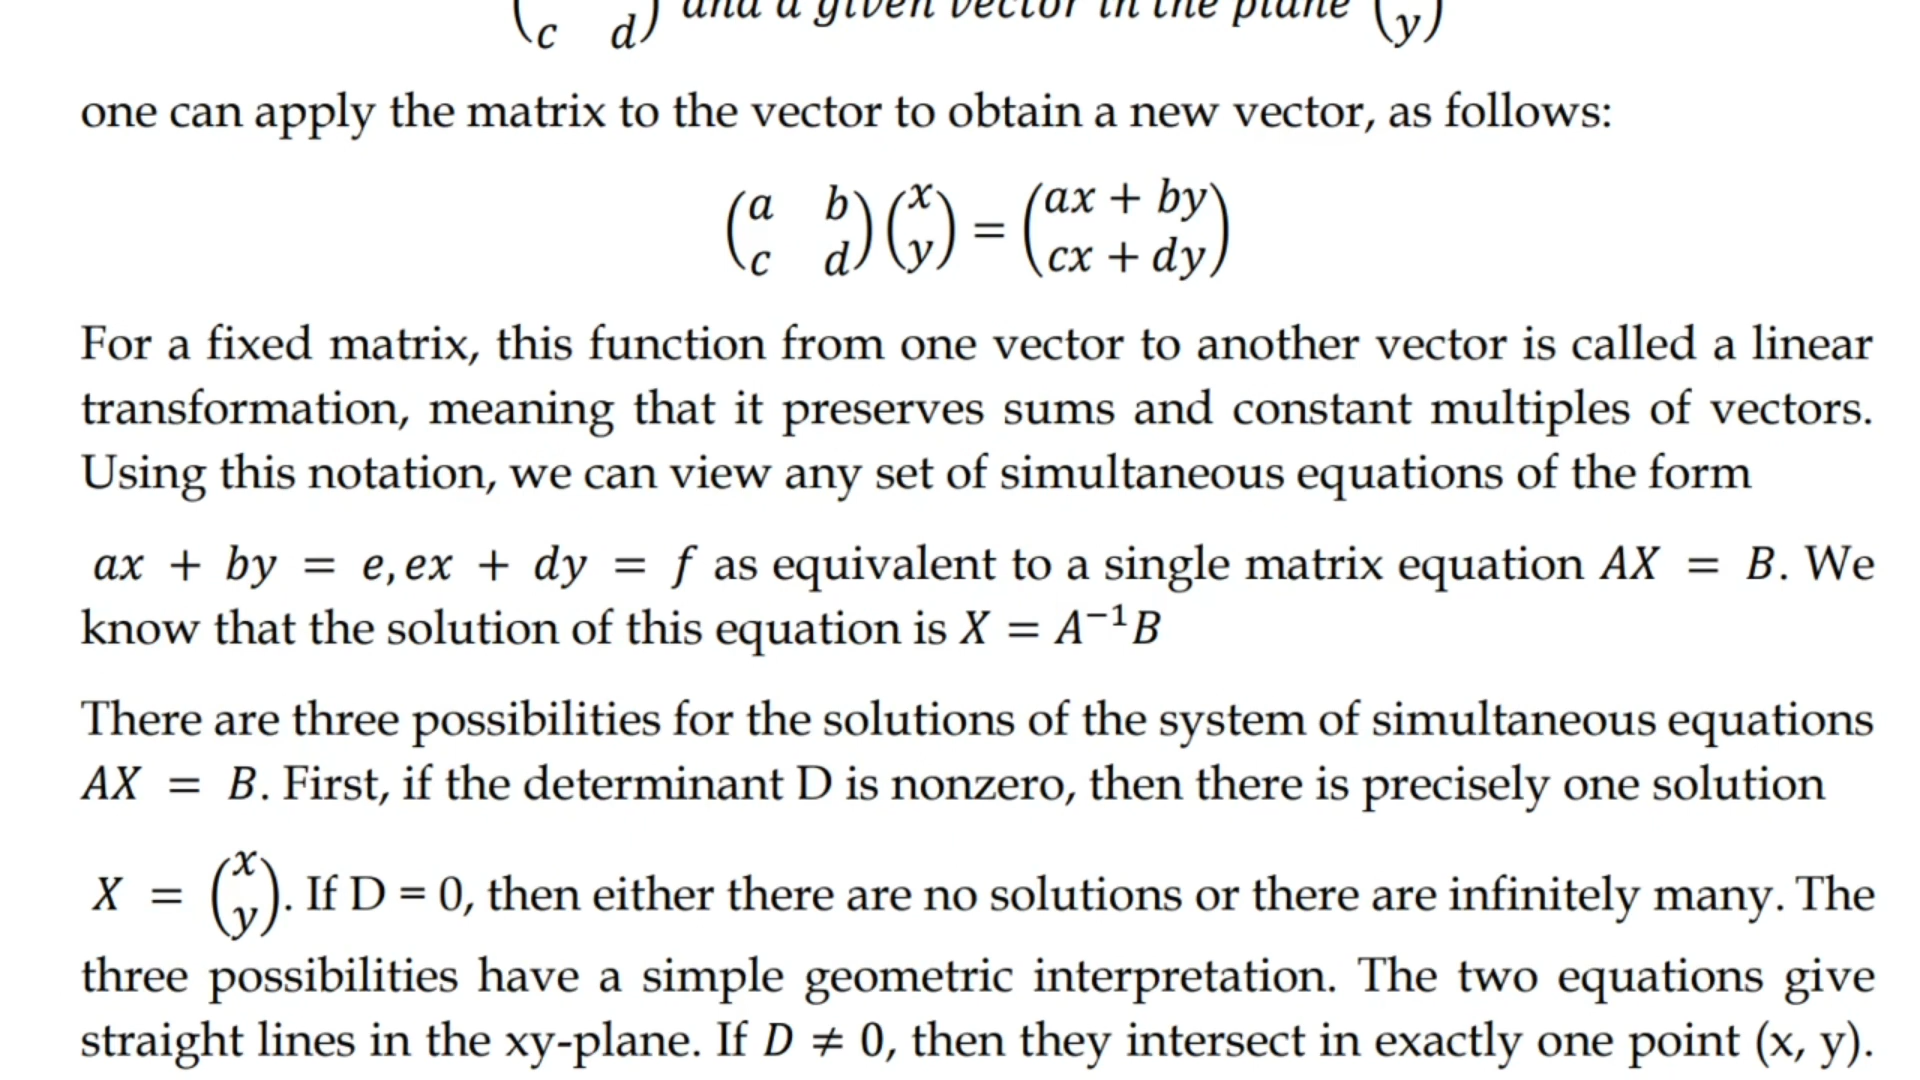 (c d) and a given vector in the plane (y)
one can apply the matrix to the vector to obtain a new vector, as follows:
(a b
c d)(x
y) = (ax + by
cx + dy)
For a fixed matrix, this function from one vector to another vector is called a linear
transformation, meaning that it preserves sums and constant multiples of vectors.
Using this notation, we can view any set of simultaneous equations of the form
ax + by = e, ex + dy = f as equivalent to a single matrix equation AX = B. We
know that the solution of this equation is X = A⁻¹B
There are three possibilities for the solutions of the system of simultaneous equations
AX = B. First, if the determinant D is nonzero, then there is precisely one solution
X = (x
y). If D = 0, then either there are no solutions or there are infinitely many. The
three possibilities have a simple geometric interpretation. The two equations give
straight lines in the xy-plane. If D ≠ 0, then they intersect in exactly one point (x, y).